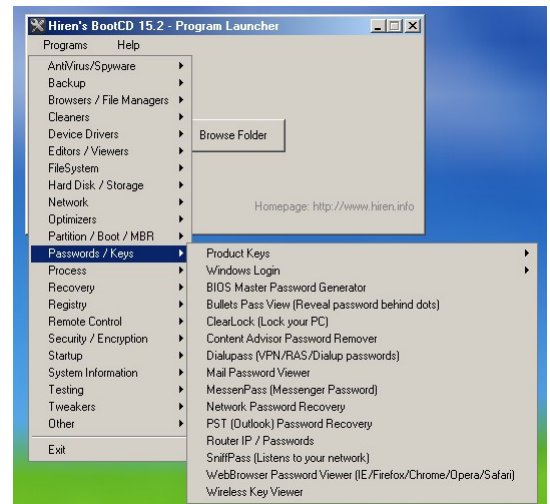 Hiren's BootCD 15.2 - Program Launcher
Programs Help
AntiVirus/Spyware
Backup
Browsers / File Managers
Cleaners
Device Drivers
Editors / Viewers
FileSystem
Hard Disk / Storage
Network
Optimizers
Partition / Boot / MBR
Passwords / Keys
Process
Recovery
Registry
Remote Control
Security / Encryption
Startup
System Information
Testing
Tweakers
Other
Exit
Browse Folder
Homepage: http://www.hiren.info
Product Keys
Windows Login
BIOS Master Password Generator
Bullets Pass View (Reveal password behind dots)
ClearLock (Lock your PC)
Content Advisor Password Remover
Dialupass (VPN/RAS/Dialup passwords)
Mail Password Viewer
MessenPass (Messenger Password)
Network Password Recovery
PST (Outlook) Password Recovery
Router IP / Passwords
SniffPass (Listens to your network)
WebBrowser Password Viewer (IE/Firefox/Chrome/Opera/Safari)
Wireless Key Viewer